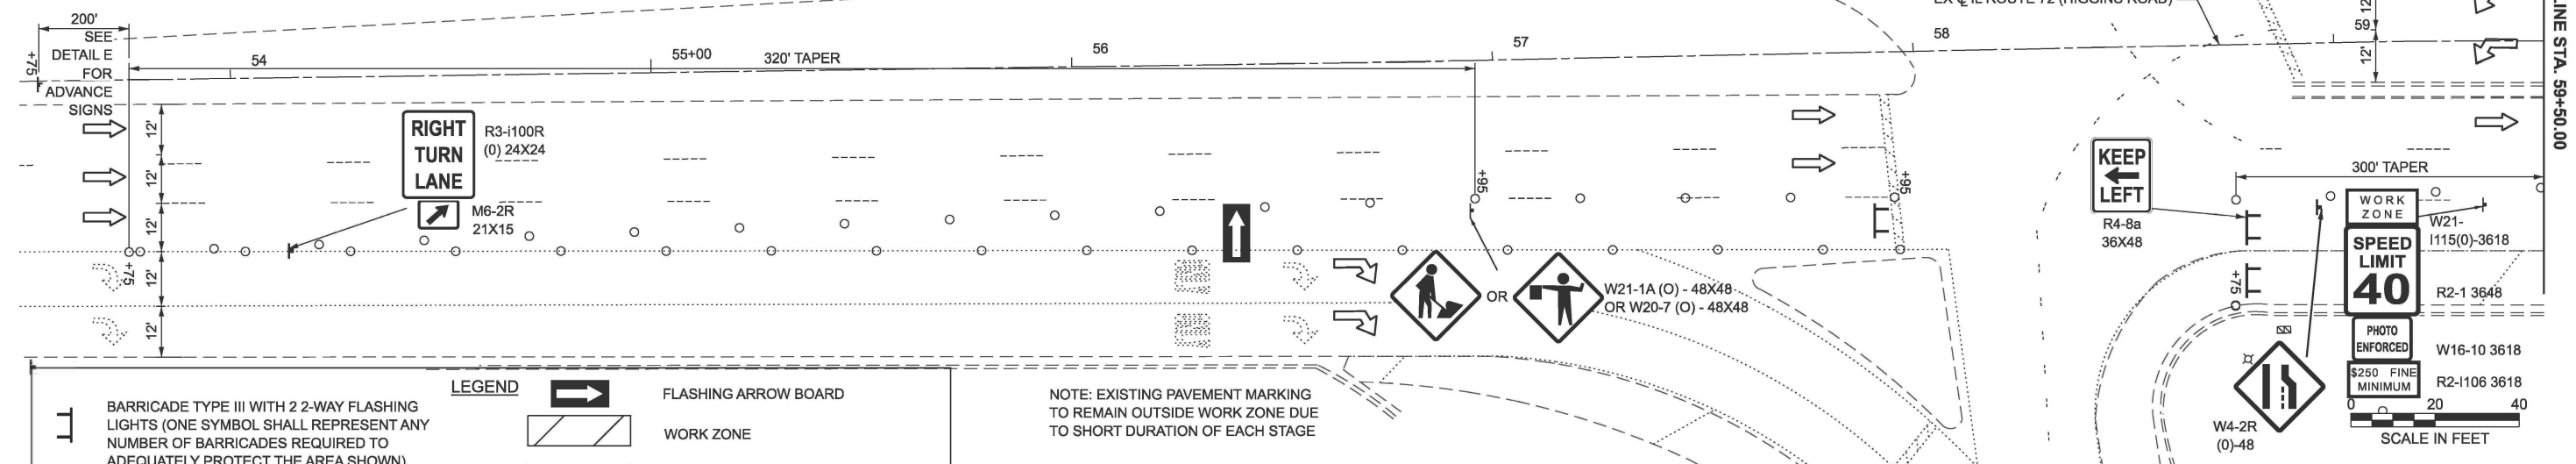 200'
SEE
DETAIL E
FOR
ADVANCE
SIGNS
+75
54
55+00
320' TAPER
56
57
58
59
12'
12'
EX ℄ IL ROUTE 72 (HIGGINS ROAD)
LINE STA. 59+50.00
12'
12'
12'
12'
12'
+75
RIGHT
TURN
LANE
R3-i100R
(0) 24X24
M6-2R
21X15
+95
OR
W21-1A (O) - 48X48
OR W20-7 (O) - 48X48
+95
KEEP
LEFT
R4-8a
36X48
300' TAPER
+75
WORK
ZONE
W21-
I115(0)-3618
SPEED
LIMIT
40
R2-1 3648
PHOTO
ENFORCED
W16-10 3618
$250 FINE
MINIMUM
R2-I106 3618
W4-2R
(0)-48
0 20 40
SCALE IN FEET
LEGEND
BARRICADE TYPE III WITH 2 2-WAY FLASHING
LIGHTS (ONE SYMBOL SHALL REPRESENT ANY
NUMBER OF BARRICADES REQUIRED TO
ADEQUATELY PROTECT THE AREA SHOWN)
FLASHING ARROW BOARD
WORK ZONE
NOTE: EXISTING PAVEMENT MARKING
TO REMAIN OUTSIDE WORK ZONE DUE
TO SHORT DURATION OF EACH STAGE